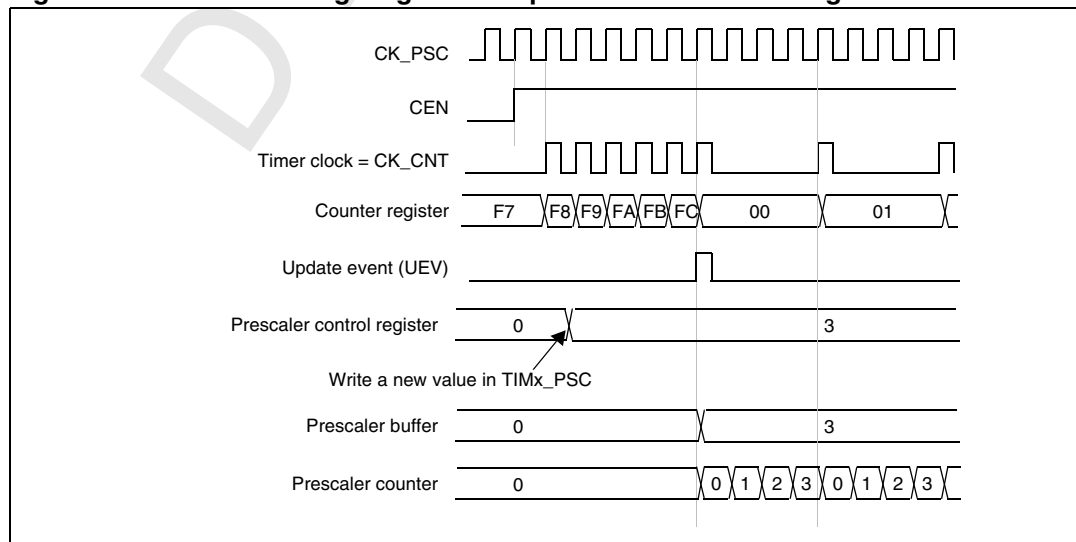 CK_PSC
CEN
Timer clock = CK_CNT
Counter register F7 F8 F9 FA FB FC 00 01
Update event (UEV)
Prescaler control register 0 3
Write a new value in TIMx_PSC
Prescaler buffer 0 3
Prescaler counter 0 0 1 2 3 0 1 2 3